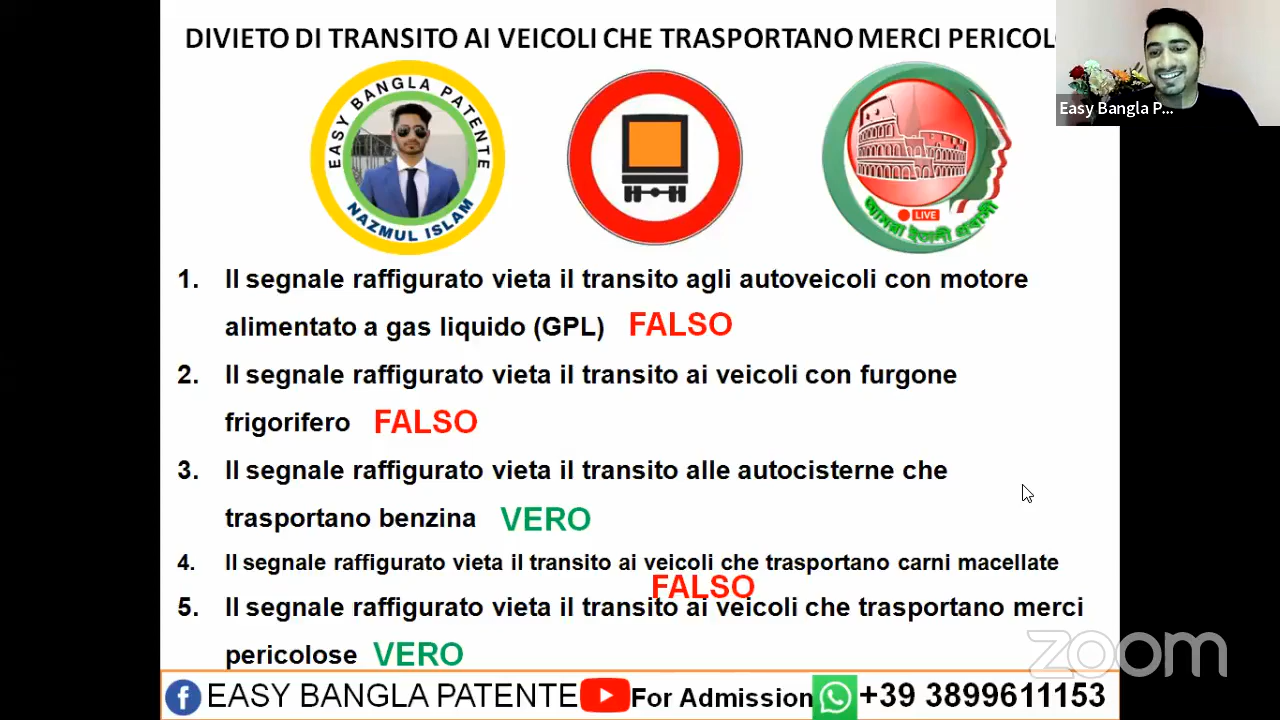 DIVIETO DI TRANSITO AI VEICOLI CHE TRASPORTANO MERCI
Easy Bangla P...
EASY BANGLA PATENTE
NAZMUL ISLAM
LIVE
আমরা ইতালী প্রবাসী
1. Il segnale raffigurato vieta il transito agli autoveicoli con motore
alimentato a gas liquido (GPL) FALSO
2. Il segnale raffigurato vieta il transito ai veicoli con furgone
frigorifero FALSO
3. Il segnale raffigurato vieta il transito alle autocisterne che
trasportano benzina VERO
4. Il segnale raffigurato vieta il transito ai veicoli che trasportano carni macellate
FALSO
5. Il segnale raffigurato vieta il transito ai veicoli che trasportano merci
pericolose VERO
zoom
EASY BANGLA PATENTE For Admission +39 3899611153